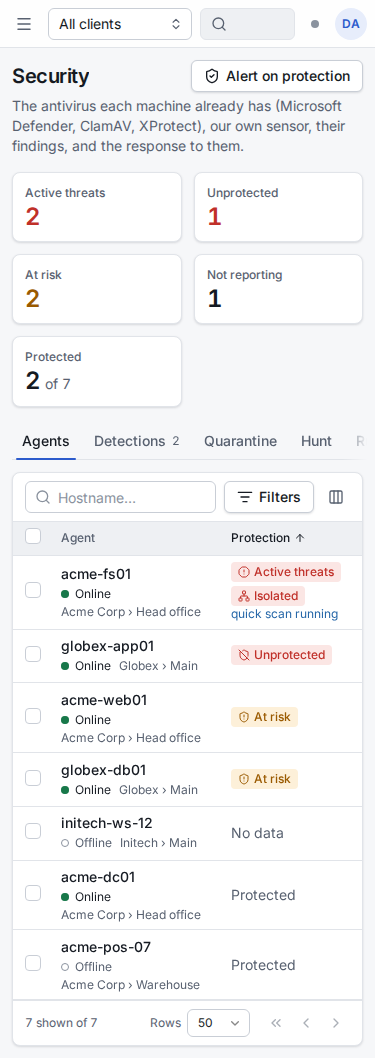 All clients
DA
Security
Alert on protection
The antivirus each machine already has (Microsoft
Defender, ClamAV, XProtect), our own sensor, their
findings, and the response to them.
Active threats
2
Unprotected
1
At risk
2
Not reporting
1
Protected
2 of 7
Agents Detections 2 Quarantine Hunt
Hostname...
Filters
Agent Protection
acme-fs01
Online
Acme Corp › Head office
Active threats
Isolated
quick scan running
globex-app01
Online Globex › Main
Unprotected
acme-web01
Online
Acme Corp › Head office
At risk
globex-db01
Online Globex › Main
At risk
initech-ws-12
Offline Initech › Main
No data
acme-dc01
Online
Acme Corp › Head office
Protected
acme-pos-07
Offline
Acme Corp › Warehouse
Protected
7 shown of 7 Rows 50